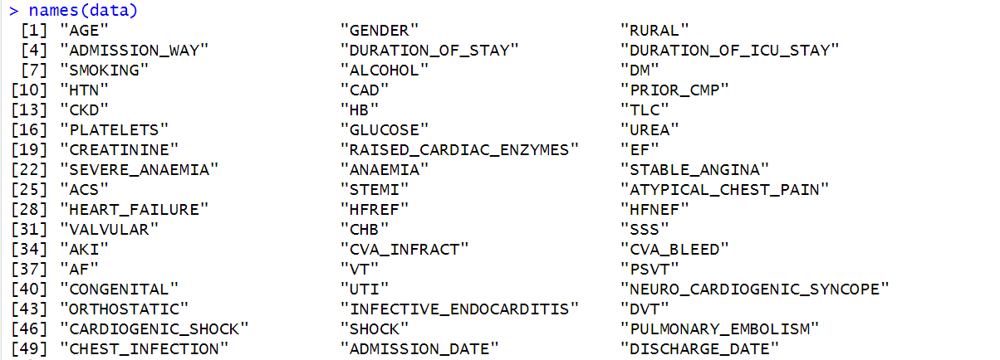 > names(data)
[1] "AGE" "GENDER" "RURAL"
[4] "ADMISSION_WAY" "DURATION_OF_STAY" "DURATION_OF_ICU_STAY"
[7] "SMOKING" "ALCOHOL" "DM"
[10] "HTN" "CAD" "PRIOR_CMP"
[13] "CKD" "HB" "TLC"
[16] "PLATELETS" "GLUCOSE" "UREA"
[19] "CREATININE" "RAISED_CARDIAC_ENZYMES" "EF"
[22] "SEVERE_ANAEMIA" "ANAEMIA" "STABLE_ANGINA"
[25] "ACS" "STEMI" "ATYPICAL_CHEST_PAIN"
[28] "HEART_FAILURE" "HFREF" "HFNEF"
[31] "VALVULAR" "CHB" "SSS"
[34] "AKI" "CVA_INFRACT" "CVA_BLEED"
[37] "AF" "VT" "PSVT"
[40] "CONGENITAL" "UTI" "NEURO_CARDIOGENIC_SYNCOPE"
[43] "ORTHOSTATIC" "INFECTIVE_ENDOCARDITIS" "DVT"
[46] "CARDIOGENIC_SHOCK" "SHOCK" "PULMONARY_EMBOLISM"
[49] "CHEST_INFECTION" "ADMISSION_DATE" "DISCHARGE_DATE"